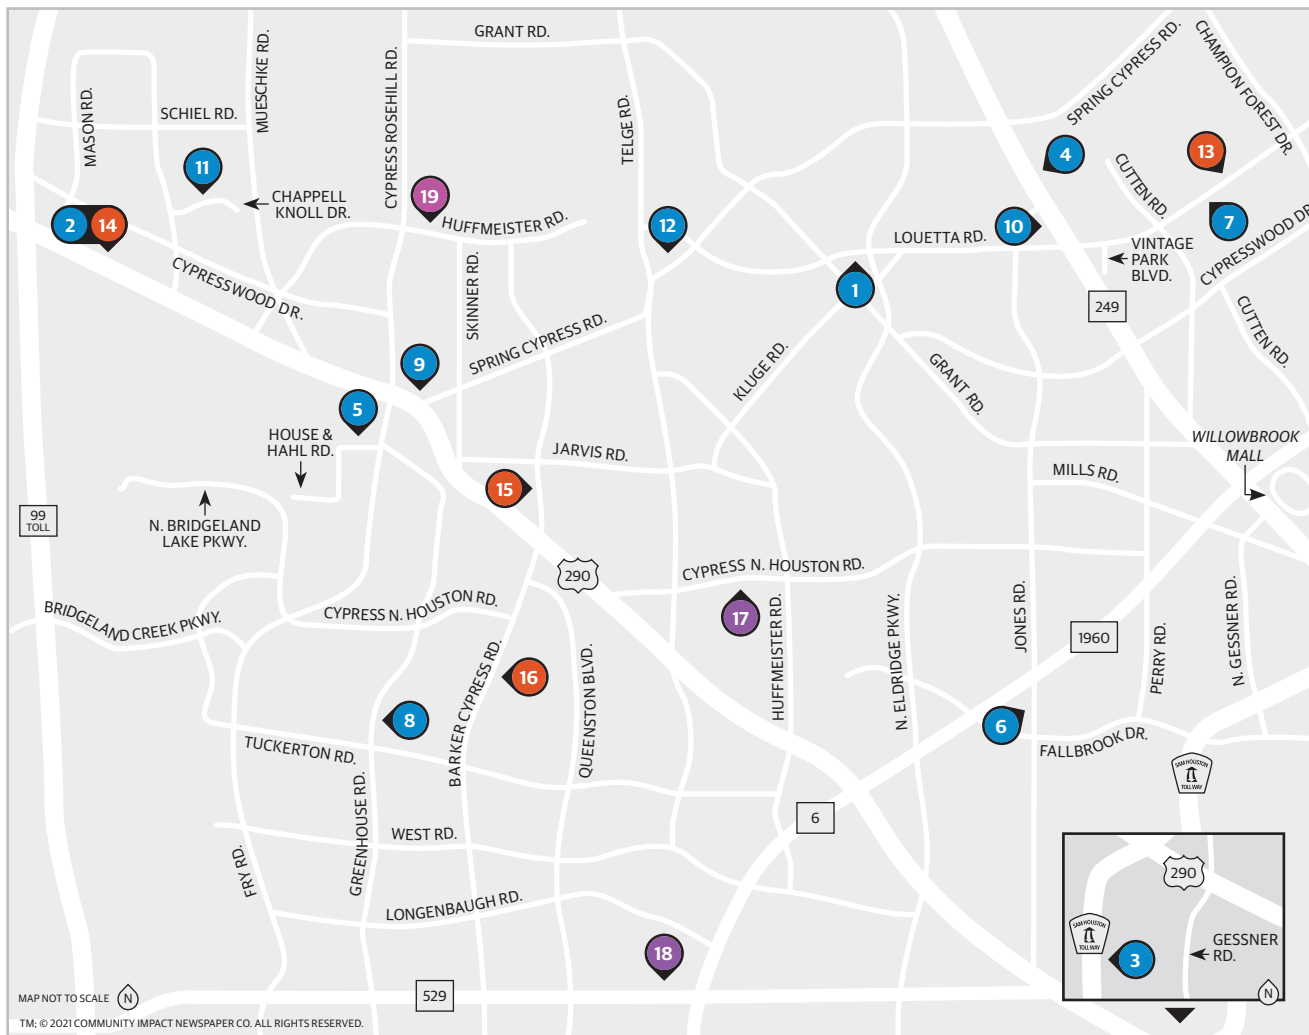 GRANT RD.
SPRING CYPRESS RD.
CHAMPION FOREST DR.
MASON RD.
SCHIEL RD.
MUESCHKE RD.
CYPRESS ROSEHILL RD.
TELGE RD.
11
19
4
13
CUTTEN RD.
CHAPPELL
KNOLL DR.
2
14
HUFFMEISTER RD.
12
LOUETTA RD.
10
7
VINTAGE
PARK
BLVD.
CYPRESSWOOD DR.
CYPRESSWOOD DR.
SKINNER RD.
1
249
CUTTEN RD.
SPRING CYPRESS RD.
9
KLUGE RD.
GRANT RD.
5
HOUSE &
HAHL RD.
JARVIS RD.
WILLOWBROOK
MALL
MILLS RD.
15
99
TOLL
N. BRIDGELAND
LAKE PKWY.
290
CYPRESS N. HOUSTON RD.
BRIDGELAND CREEK PKWY.
CYPRESS N. HOUSTON RD.
17
HUFFMEISTER RD.
N. ELDRIDGE PKWY.
JONES RD.
1960
PERRY RD.
N. GESSNER RD.
16
BARKER CYPRESS RD.
QUEENSTON BLVD.
8
6
TUCKERTON RD.
FALLBROOK DR.
SAM HOUSTON
TOLLWAY
GREENHOUSE RD.
WEST RD.
6
FRY RD.
290
LONGENBAUGH RD.
SAM HOUSTON
TOLLWAY
3
GESSNER
RD.
18
529
N
MAP NOT TO SCALE N
TM; © 2021 COMMUNITY IMPACT NEWSPAPER CO. ALL RIGHTS RESERVED.